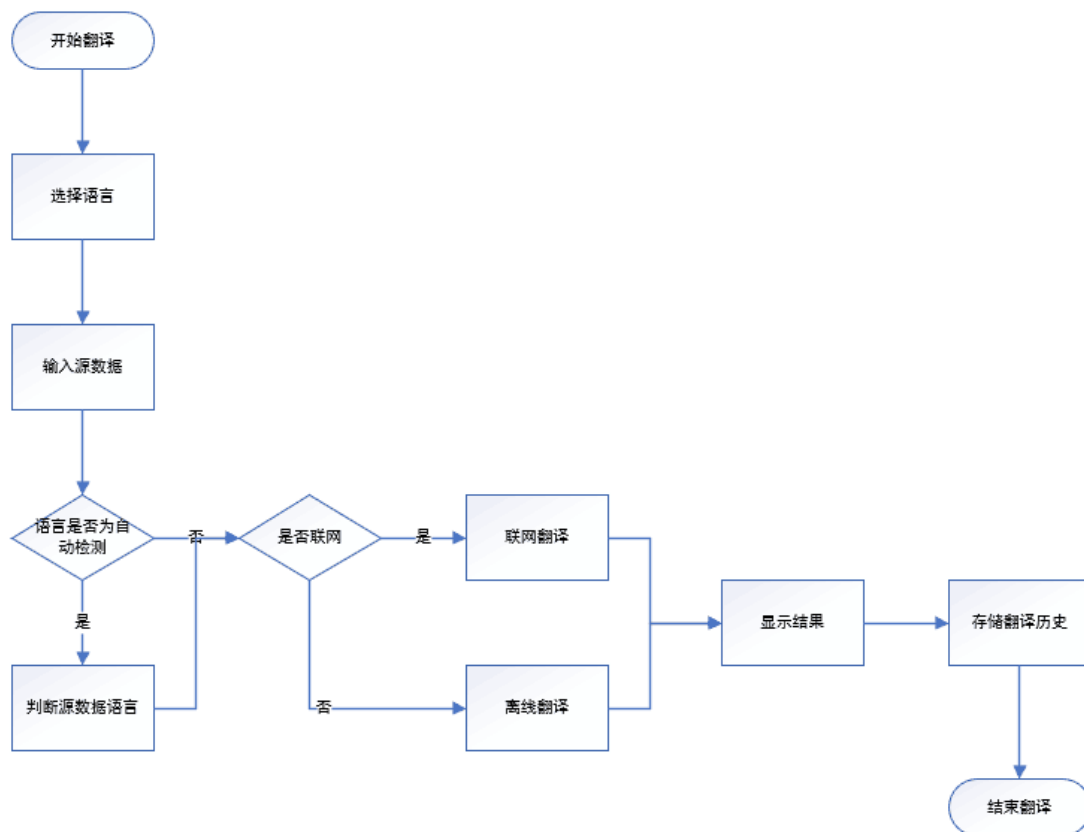 开始翻译
选择语言
输入源数据
语言是否为自
动检测
否
是否联网
是
联网翻译
是
显示结果
存储翻译历史
判断源数据语言
否
离线翻译
结束翻译